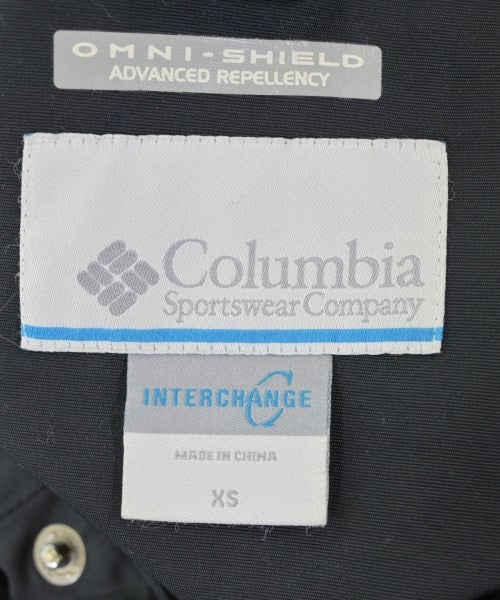 OMNI-SHIELD
ADVANCED REPELLENCY
Columbia
Sportswear Company
INTERCHANGE
MADE IN CHINA
XS